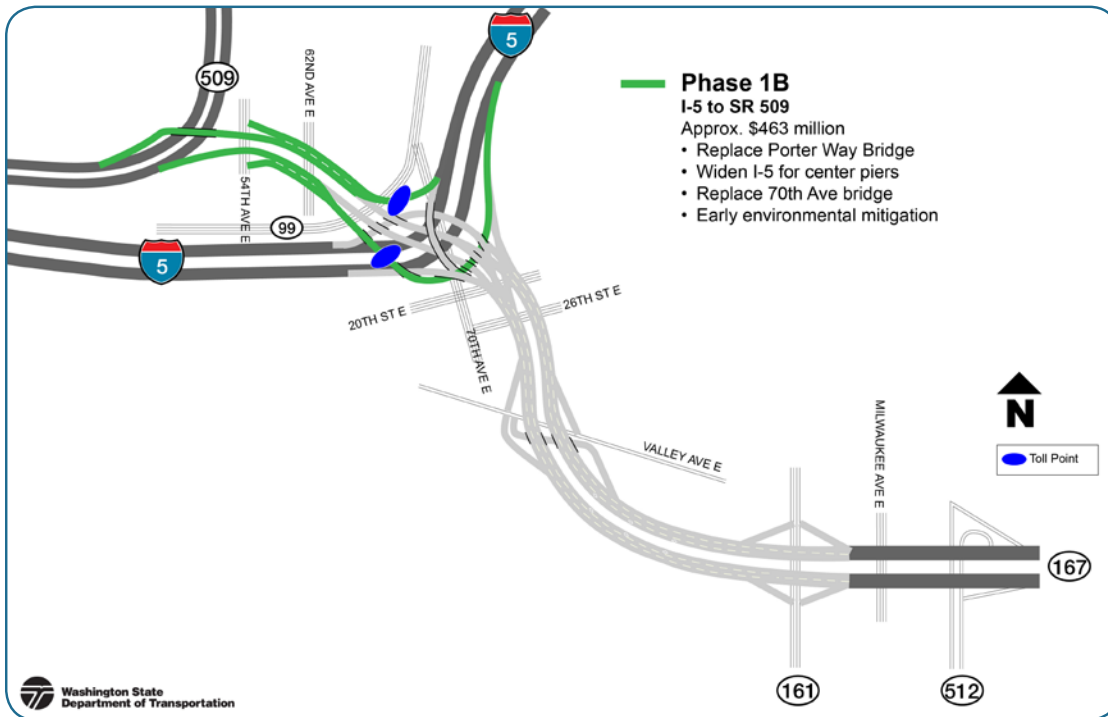 5
509
62ND AVE E
Phase 1B
I-5 to SR 509
Approx. $463 million
• Replace Porter Way Bridge
• Widen I-5 for center piers
• Replace 70th Ave bridge
• Early environmental mitigation
54TH AVE E
99
5
20TH ST E
26TH ST E
70TH AVE E
N
Toll Point
VALLEY AVE E
MILWAUKEE AVE E
167
161
512
Washington State
Department of Transportation